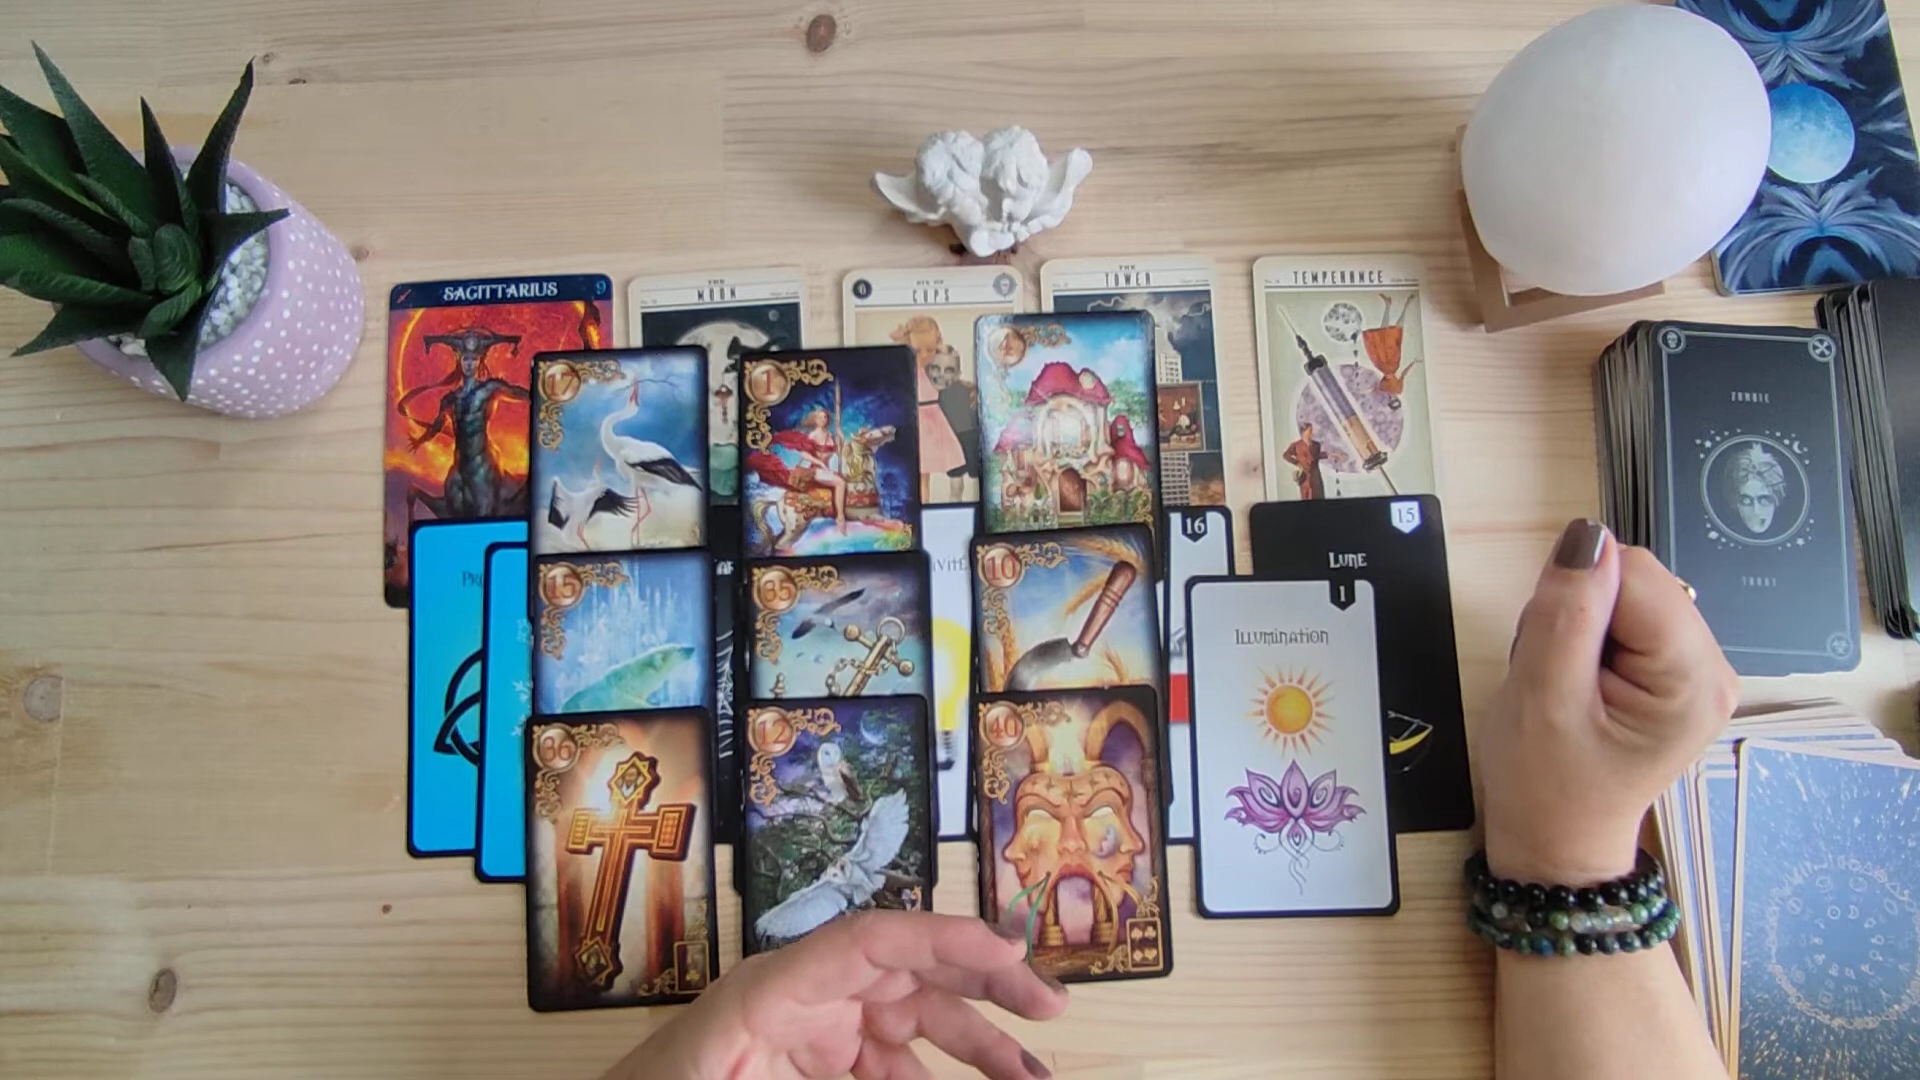 SAGITTARIUS 9
THE
MOON
6
SIX OF
CUPS
THE
TOWER
TEMPERANCE
17
1
4
15
35
10
36
12
40
16
15
LUNE
1
ILLUMINATION
ZOMBIE
TAROT